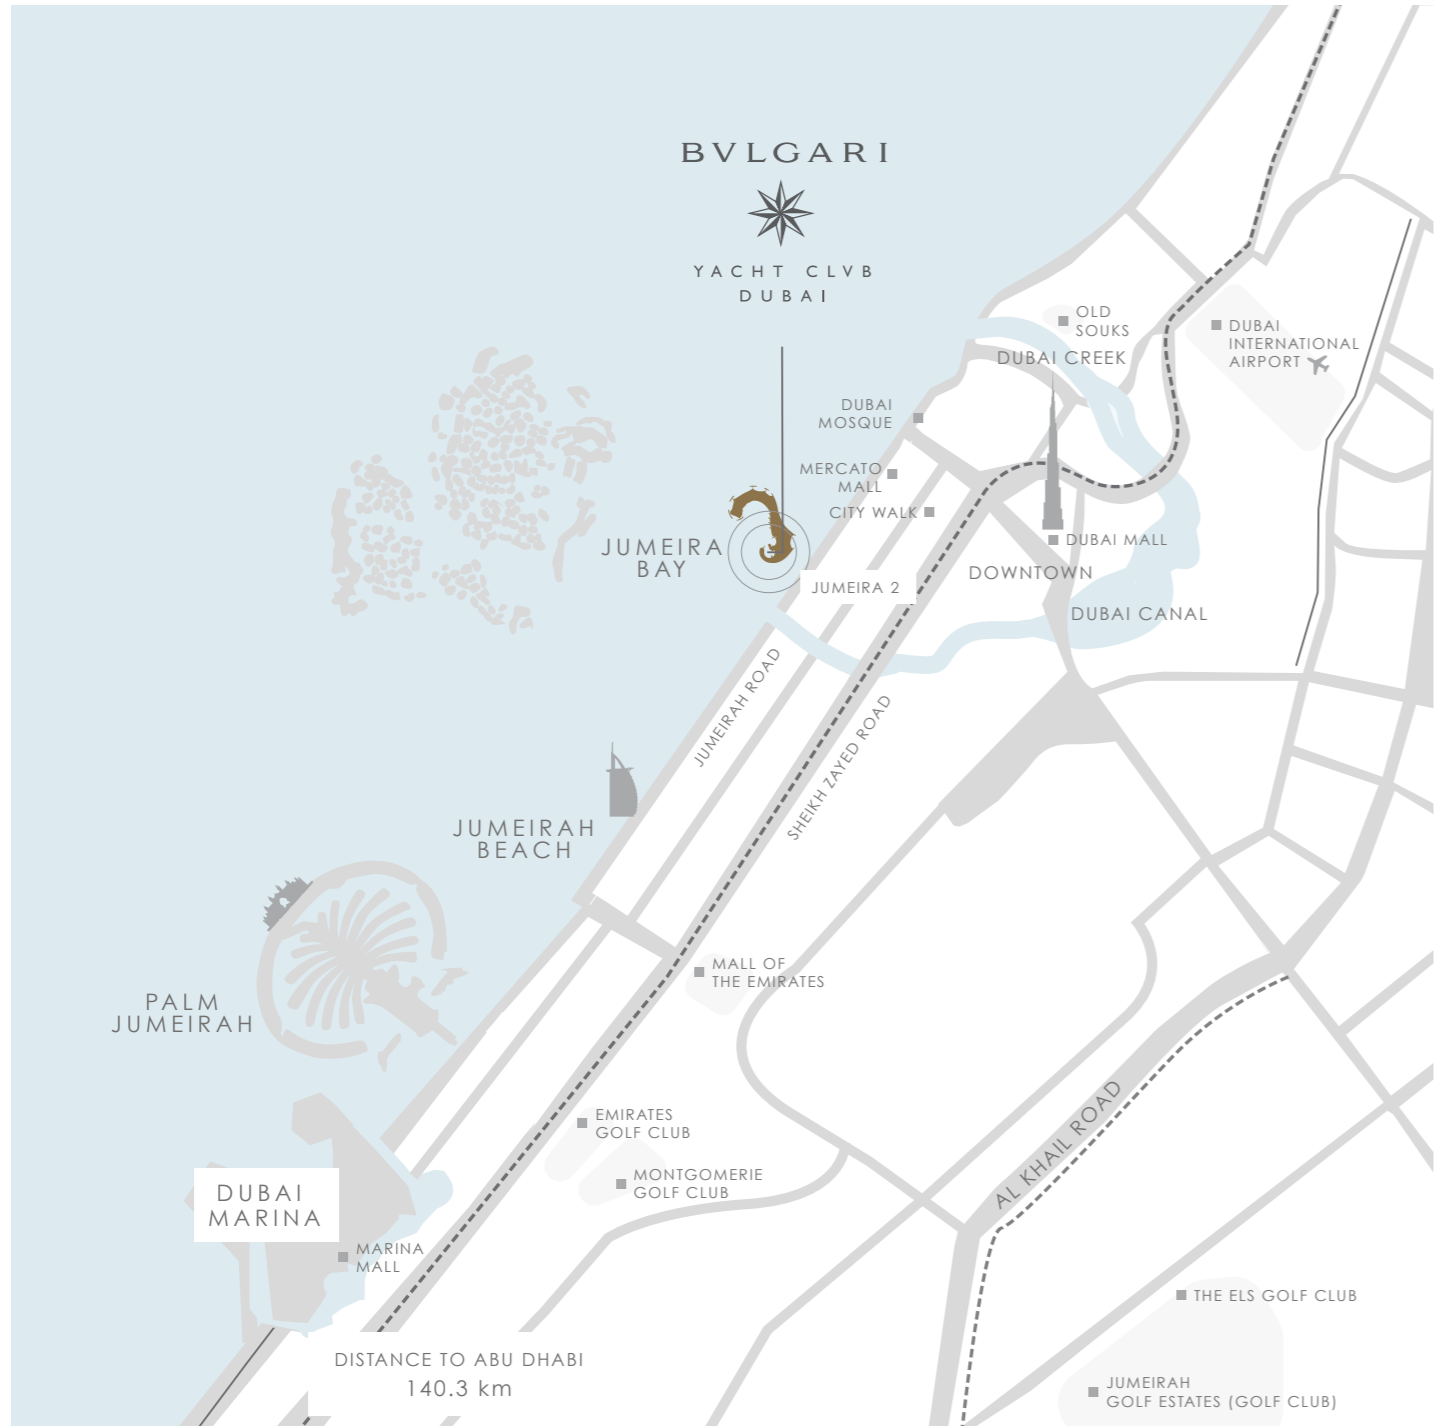 BVLGARI
YACHT CLVB
DUBAI
OLD
SOUKS
DUBAI
INTERNATIONAL
AIRPORT
DUBAI CREEK
DUBAI
MOSQUE
MERCATO
MALL
CITY WALK
DUBAI MALL
JUMEIRA
BAY
JUMEIRA 2
DOWNTOWN
DUBAI CANAL
JUMEIRAH ROAD
SHEIKH ZAYED ROAD
JUMEIRAH
BEACH
MALL OF
THE EMIRATES
PALM
JUMEIRAH
EMIRATES
GOLF CLUB
MONTGOMERIE
GOLF CLUB
AL KHAIL ROAD
DUBAI
MARINA
MARINA
MALL
THE ELS GOLF CLUB
DISTANCE TO ABU DHABI
140.3 km
JUMEIRAH
GOLF ESTATES (GOLF CLUB)